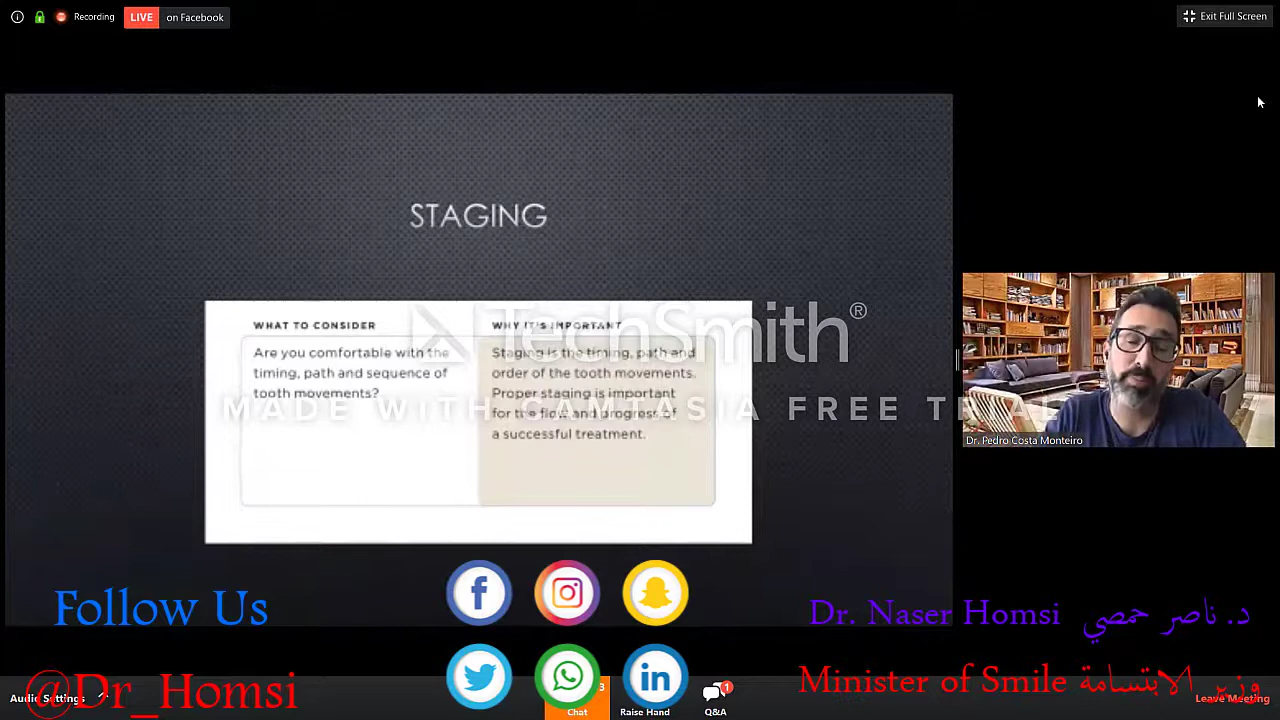 Recording
LIVE
on Facebook
Exit Full Screen
STAGING
WHAT TO CONSIDER
Are you comfortable with the
timing, path and sequence of
tooth movements?
WHY IT'S IMPORTANT
Staging is the timing, path and
order of the tooth movements.
Proper staging is important
for the flow and progress of
a successful treatment.
TechSmith®
MADE WITH CAMTASIA FREE TRIAL
Dr. Pedro Costa Monteiro
Follow Us
Dr. Naser Homsi د. ناصر حمصي
@Dr_Homsi
Minister of Smile وزير الابتسامة
Audio Settings
3
Chat
Raise Hand
1
Q&A
Leave Meeting